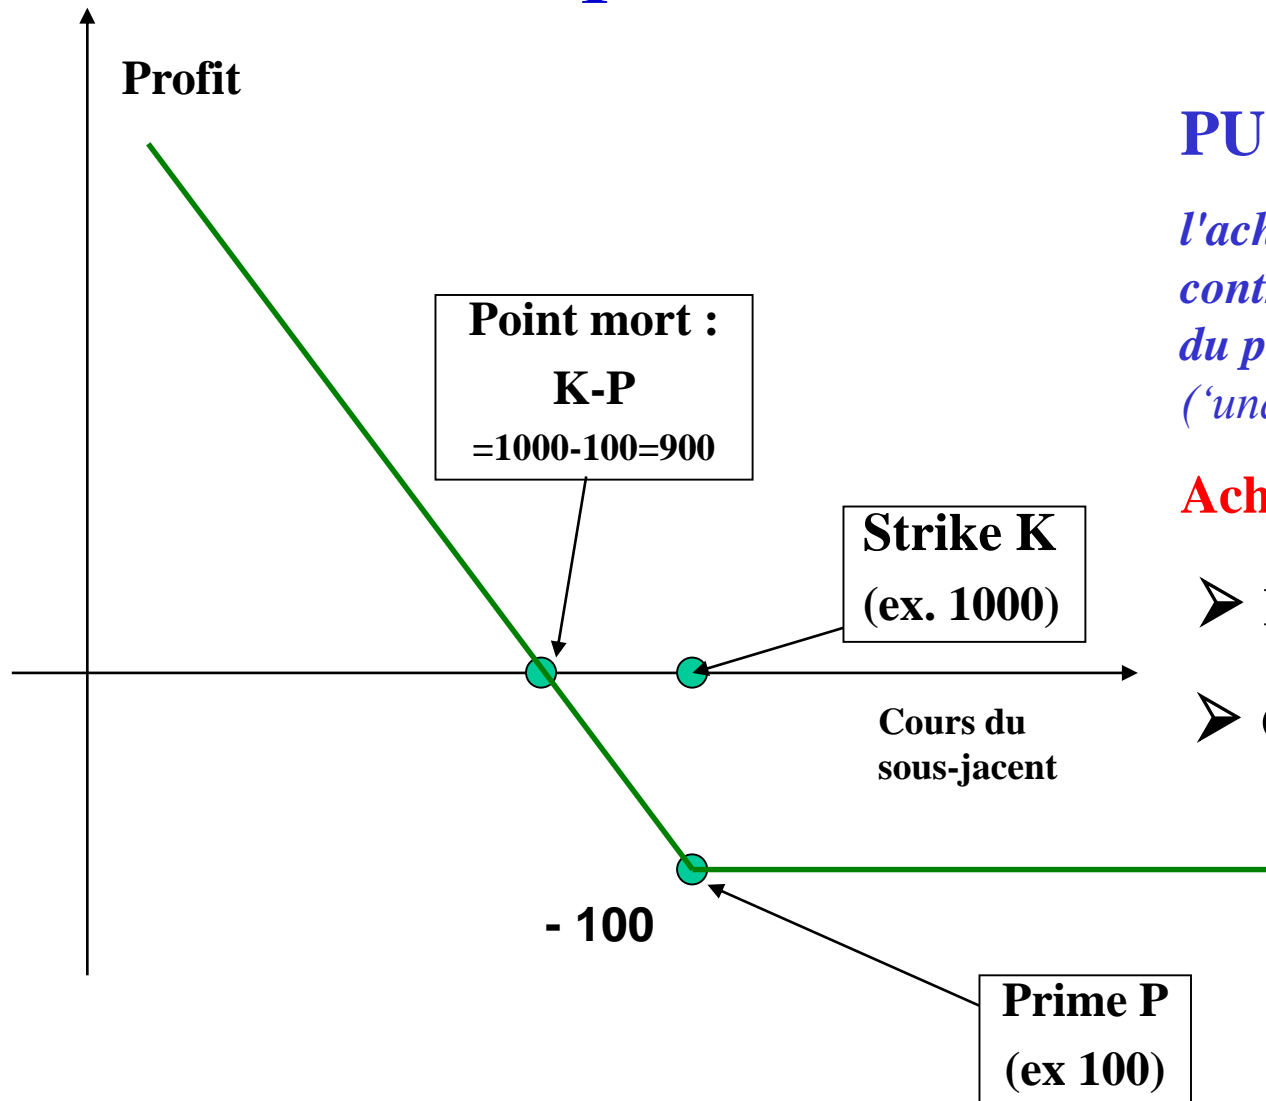 Profit
Point mort :
K-P
=1000-100=900
Strike K
(ex. 1000)
Cours du
sous-jacent
- 100
Prime P
(ex 100)
PU
l'ach
cont
du p
(‘un
Ach